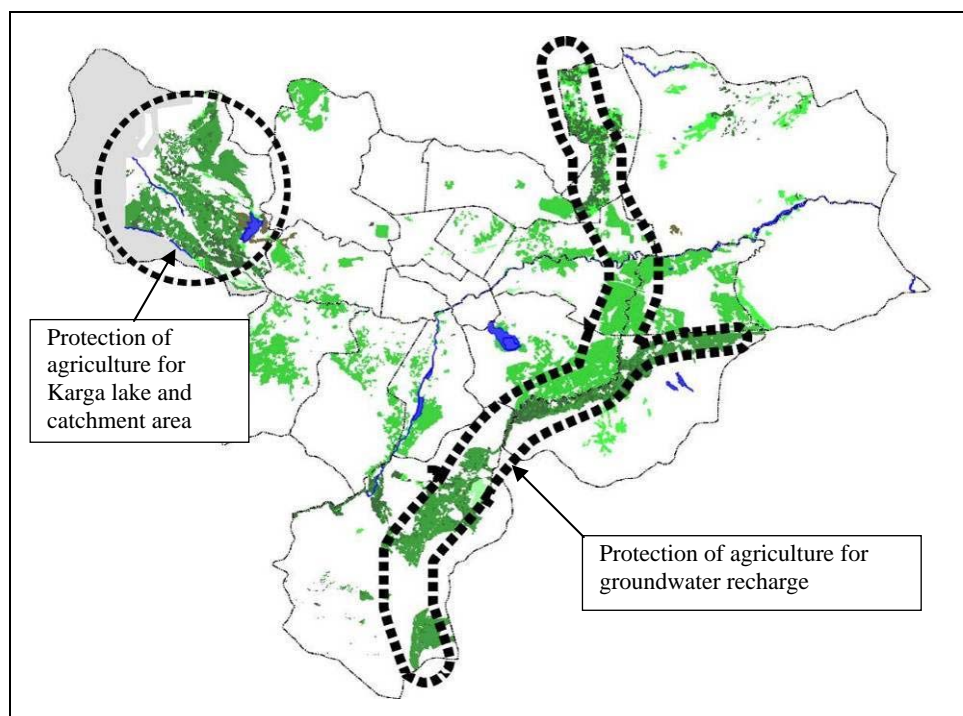 Protection of
agriculture for
Karga lake and
catchment area
Protection of agriculture for
groundwater recharge